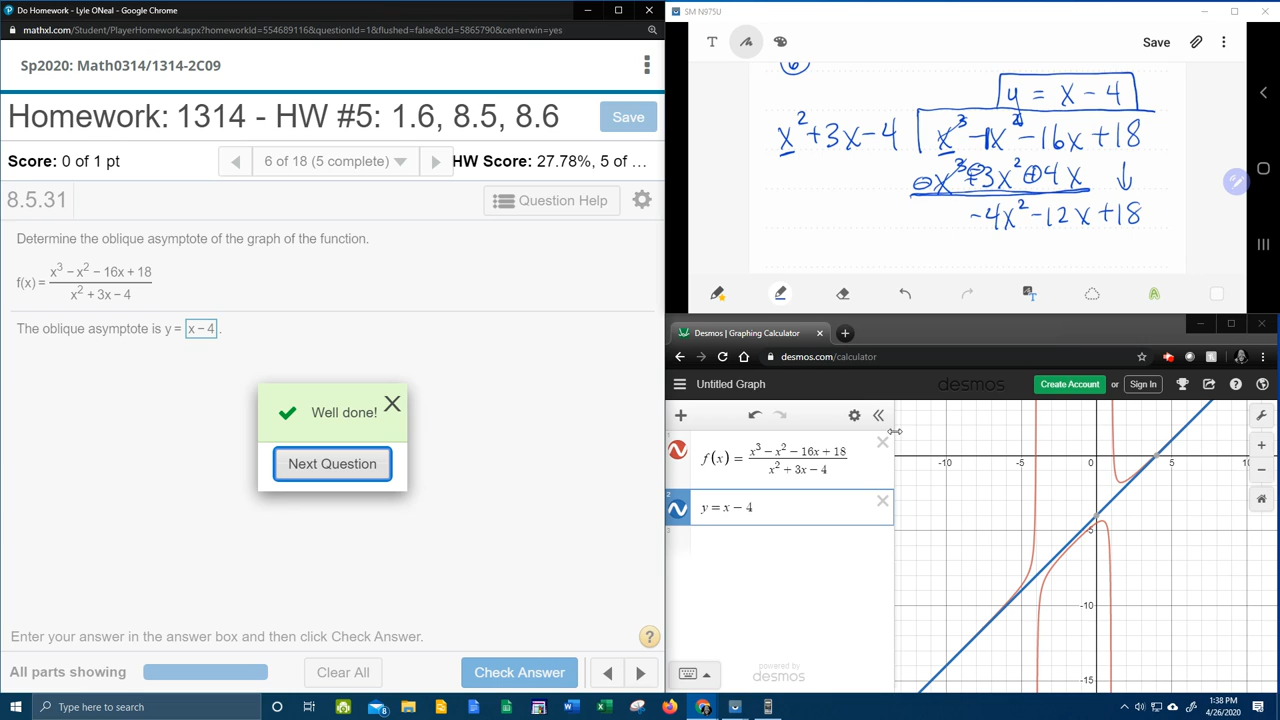 Do Homework - Lyle ONeal - Google Chrome
mathxl.com/Student/PlayerHomework.aspx?homeworkId=554689116&questionId=1&flushed=false&cId=5865790&centerwin=yes
Sp2020: Math0314/1314-2C09
Homework: 1314 - HW #5: 1.6, 8.5, 8.6
Save
Score: 0 of 1 pt
6 of 18 (5 complete)
HW Score: 27.78%, 5 of ...
8.5.31
Question Help
Determine the oblique asymptote of the graph of the function.
f(x) = x³ − x² − 16x + 18
x² + 3x − 4
The oblique asymptote is y = x − 4 .
Well done!
Next Question
Enter your answer in the answer box and then click Check Answer.
?
All parts showing
Clear All
Check Answer
Type here to search
SM N975U
T
Save
6
y = x − 4
x² + 3x − 4
x³ − 1x² − 16x + 18
x³ + 3x² − 4x
−4x² − 12x + 18
Desmos | Graphing Calculator
desmos.com/calculator
Untitled Graph
desmos
Create Account
or
Sign In
1
f(x) = x³ − x² − 16x + 18
x² + 3x − 4
2
y = x − 4
3
powered by
desmos
-10
-5
0
5
10
-5
-10
-15
1:38 PM
4/26/2020